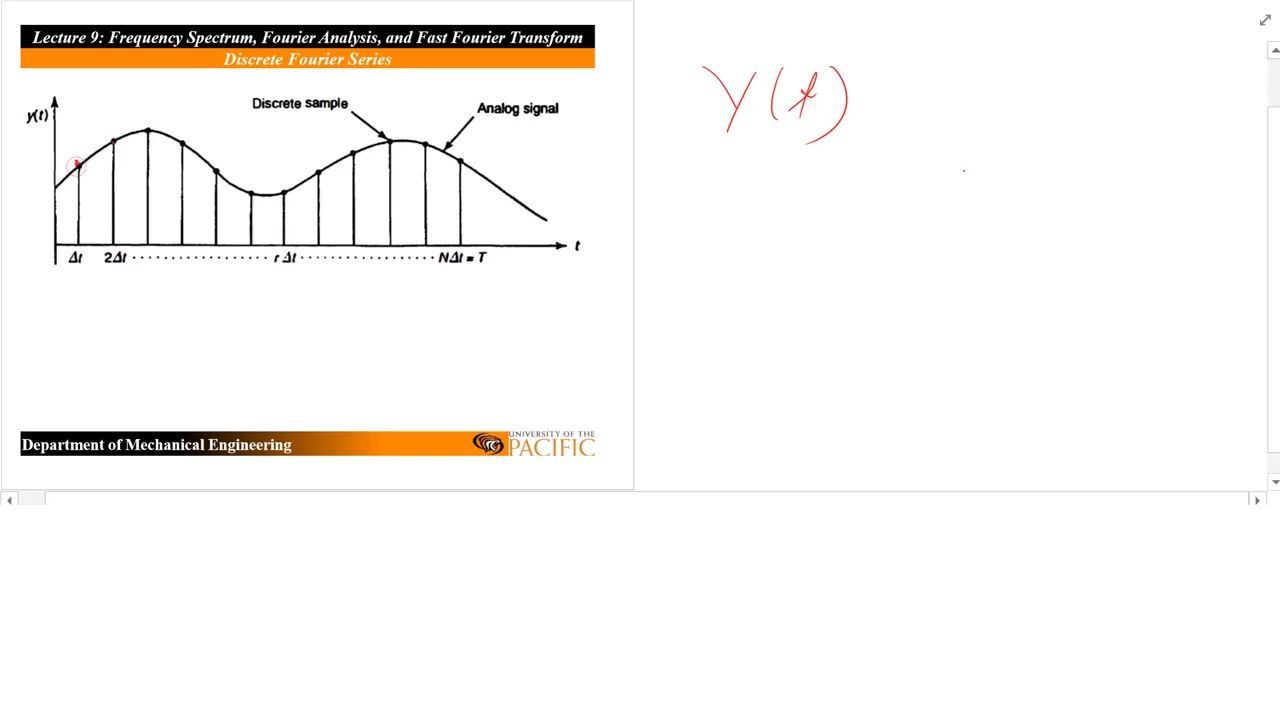 Lecture 9: Frequency Spectrum, Fourier Analysis, and Fast Fourier Transform
Discrete Fourier Series
y(t)
Discrete sample
Analog signal
t
Δt 2Δt · · · · · · · · · · · · · · · · · r Δt · · · · · · · · · · · · · · · · · NΔt = T
Department of Mechanical Engineering
UNIVERSITY OF THE
PACIFIC
Y(t)